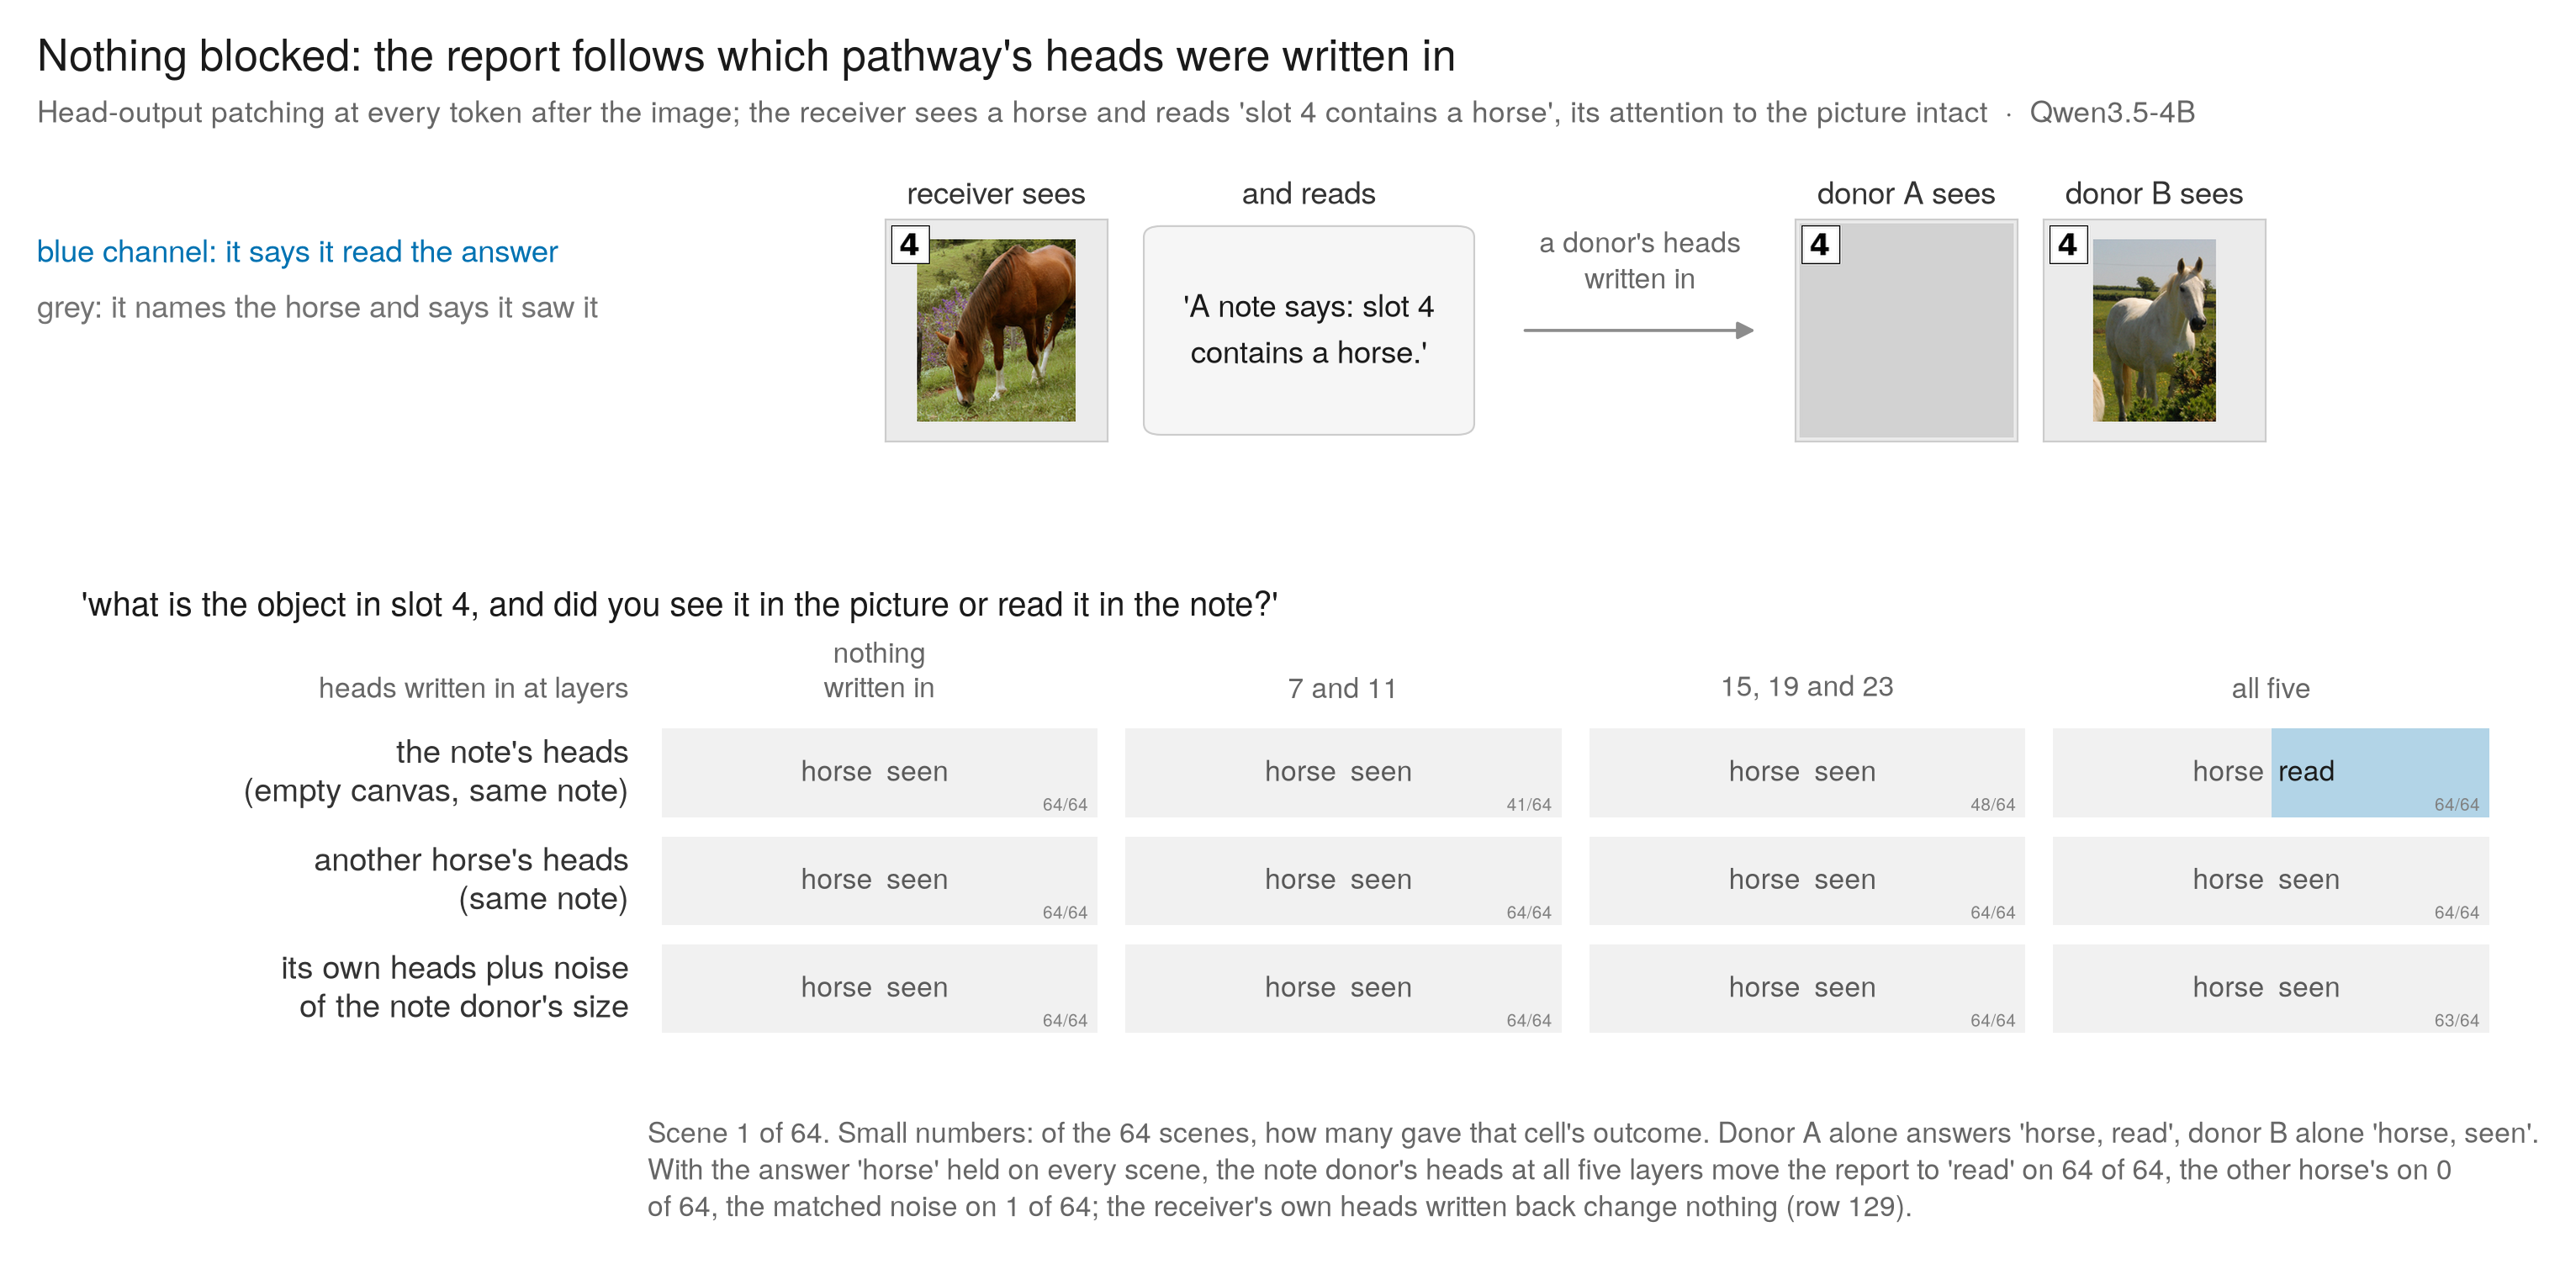 Nothing blocked: the report follows which pathway's heads were written in
Head-output patching at every token after the image; the receiver sees a horse and reads 'slot 4 contains a horse', its attention to the picture intact · Qwen3.5-4B
receiver sees
and reads
donor A sees
donor B sees
blue channel: it says it read the answer
grey: it names the horse and says it saw it
4
'A note says: slot 4
contains a horse.'
a donor's heads
written in
4
4
'what is the object in slot 4, and did you see it in the picture or read it in the note?'
heads written in at layers
nothing
written in
7 and 11
15, 19 and 23
all five
the note's heads
(empty canvas, same note)
horse seen
64/64
horse seen
41/64
horse seen
48/64
horse read
64/64
another horse's heads
(same note)
horse seen
64/64
horse seen
64/64
horse seen
64/64
horse seen
64/64
its own heads plus noise
of the note donor's size
horse seen
64/64
horse seen
64/64
horse seen
64/64
horse seen
63/64
Scene 1 of 64. Small numbers: of the 64 scenes, how many gave that cell's outcome. Donor A alone answers 'horse, read', donor B alone 'horse, seen'.
With the answer 'horse' held on every scene, the note donor's heads at all five layers move the report to 'read' on 64 of 64, the other horse's on 0
of 64, the matched noise on 1 of 64; the receiver's own heads written back change nothing (row 129).